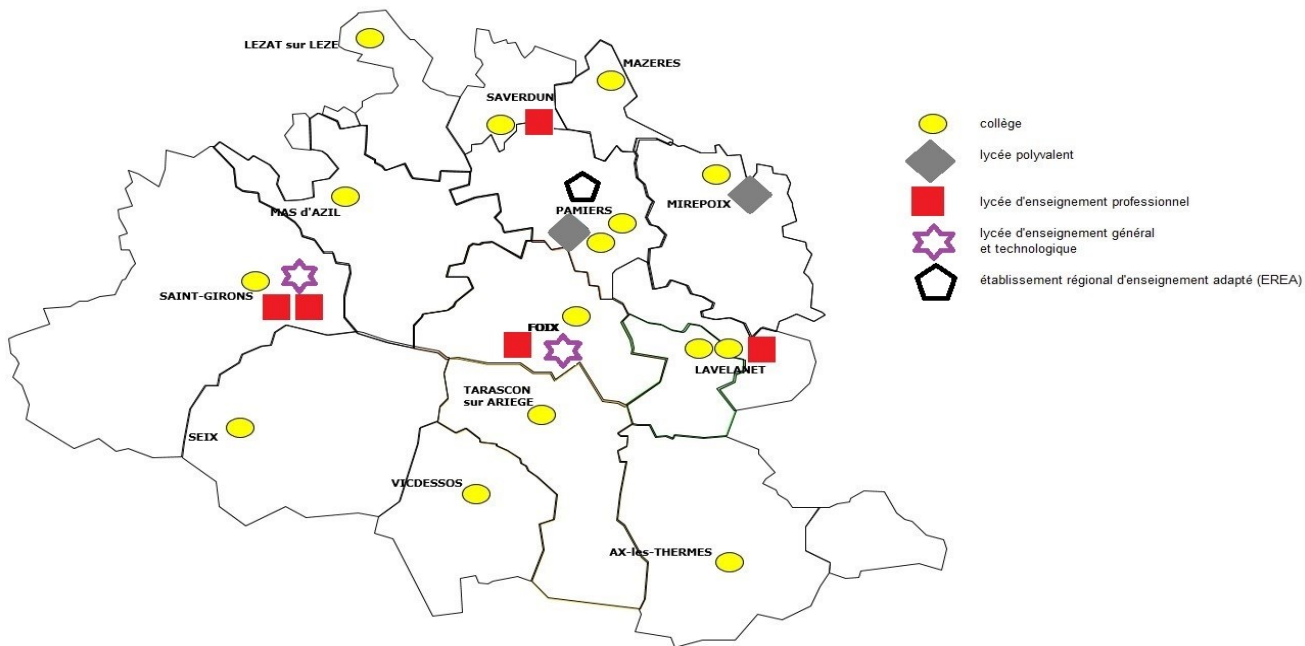 LEZAT sur LEZE
MAZERES
SAVERDUN
MAS d'AZIL
PAMIERS
MIREPOIX
SAINT-GIRONS
FOIX
LAVELANET
TARASCON
sur ARIEGE
SEIX
VICDESSOS
AX-les-THERMES
collège
lycée polyvalent
lycée d'enseignement professionnel
lycée d'enseignement général
et technologique
établissement régional d'enseignement adapté (EREA)